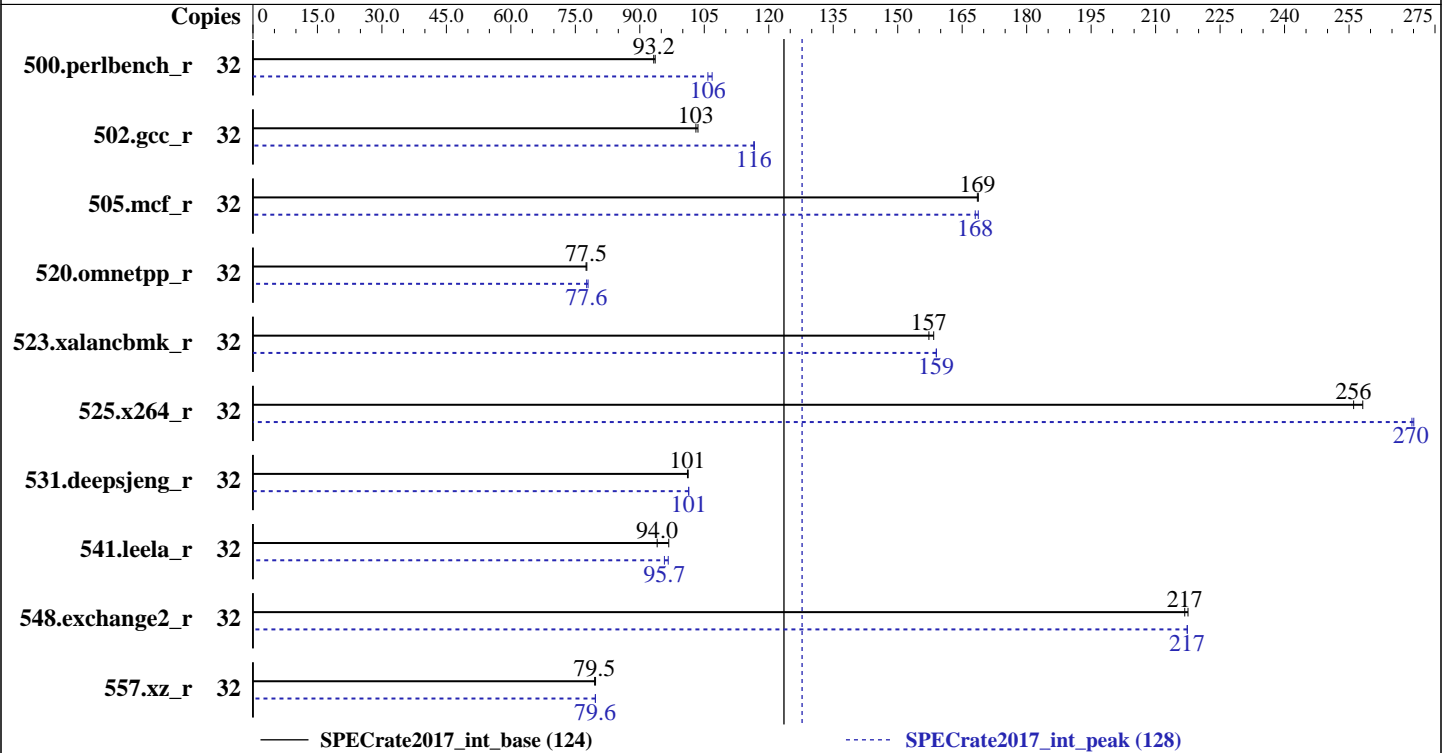 Copies 0 15.0 30.0 45.0 60.0 75.0 90.0 105 120 135 150 165 180 195 210 225 240 255 275
500.perlbench_r 32 93.2
106
502.gcc_r 32 103
116
505.mcf_r 32 169
168
520.omnetpp_r 32 77.5
77.6
523.xalancbmk_r 32 157
159
525.x264_r 32 256
270
531.deepsjeng_r 32 101
101
541.leela_r 32 94.0
95.7
548.exchange2_r 32 217
217
557.xz_r 32 79.5
79.6
SPECrate2017_int_base (124) SPECrate2017_int_peak (128)